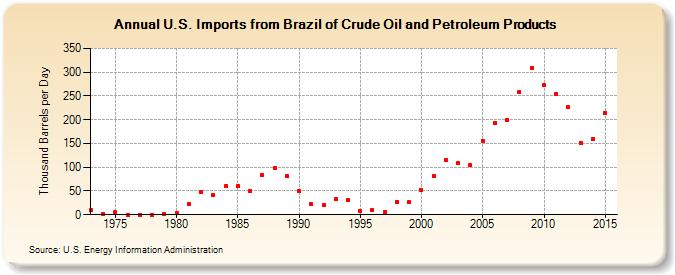 Annual U.S. Imports from Brazil of Crude Oil and Petroleum Products
Thousand Barrels per Day
350
300
250
200
150
100
50
0
1975 1980 1985 1990 1995 2000 2005 2010 2015
Source: U.S. Energy Information Administration